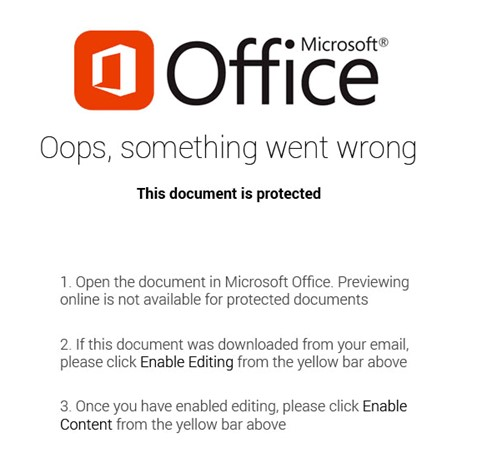 Microsoft®
Office
Oops, something went wrong
This document is protected
1. Open the document in Microsoft Office. Previewing
online is not available for protected documents
2. If this document was downloaded from your email,
please click Enable Editing from the yellow bar above
3. Once you have enabled editing, please click Enable
Content from the yellow bar above